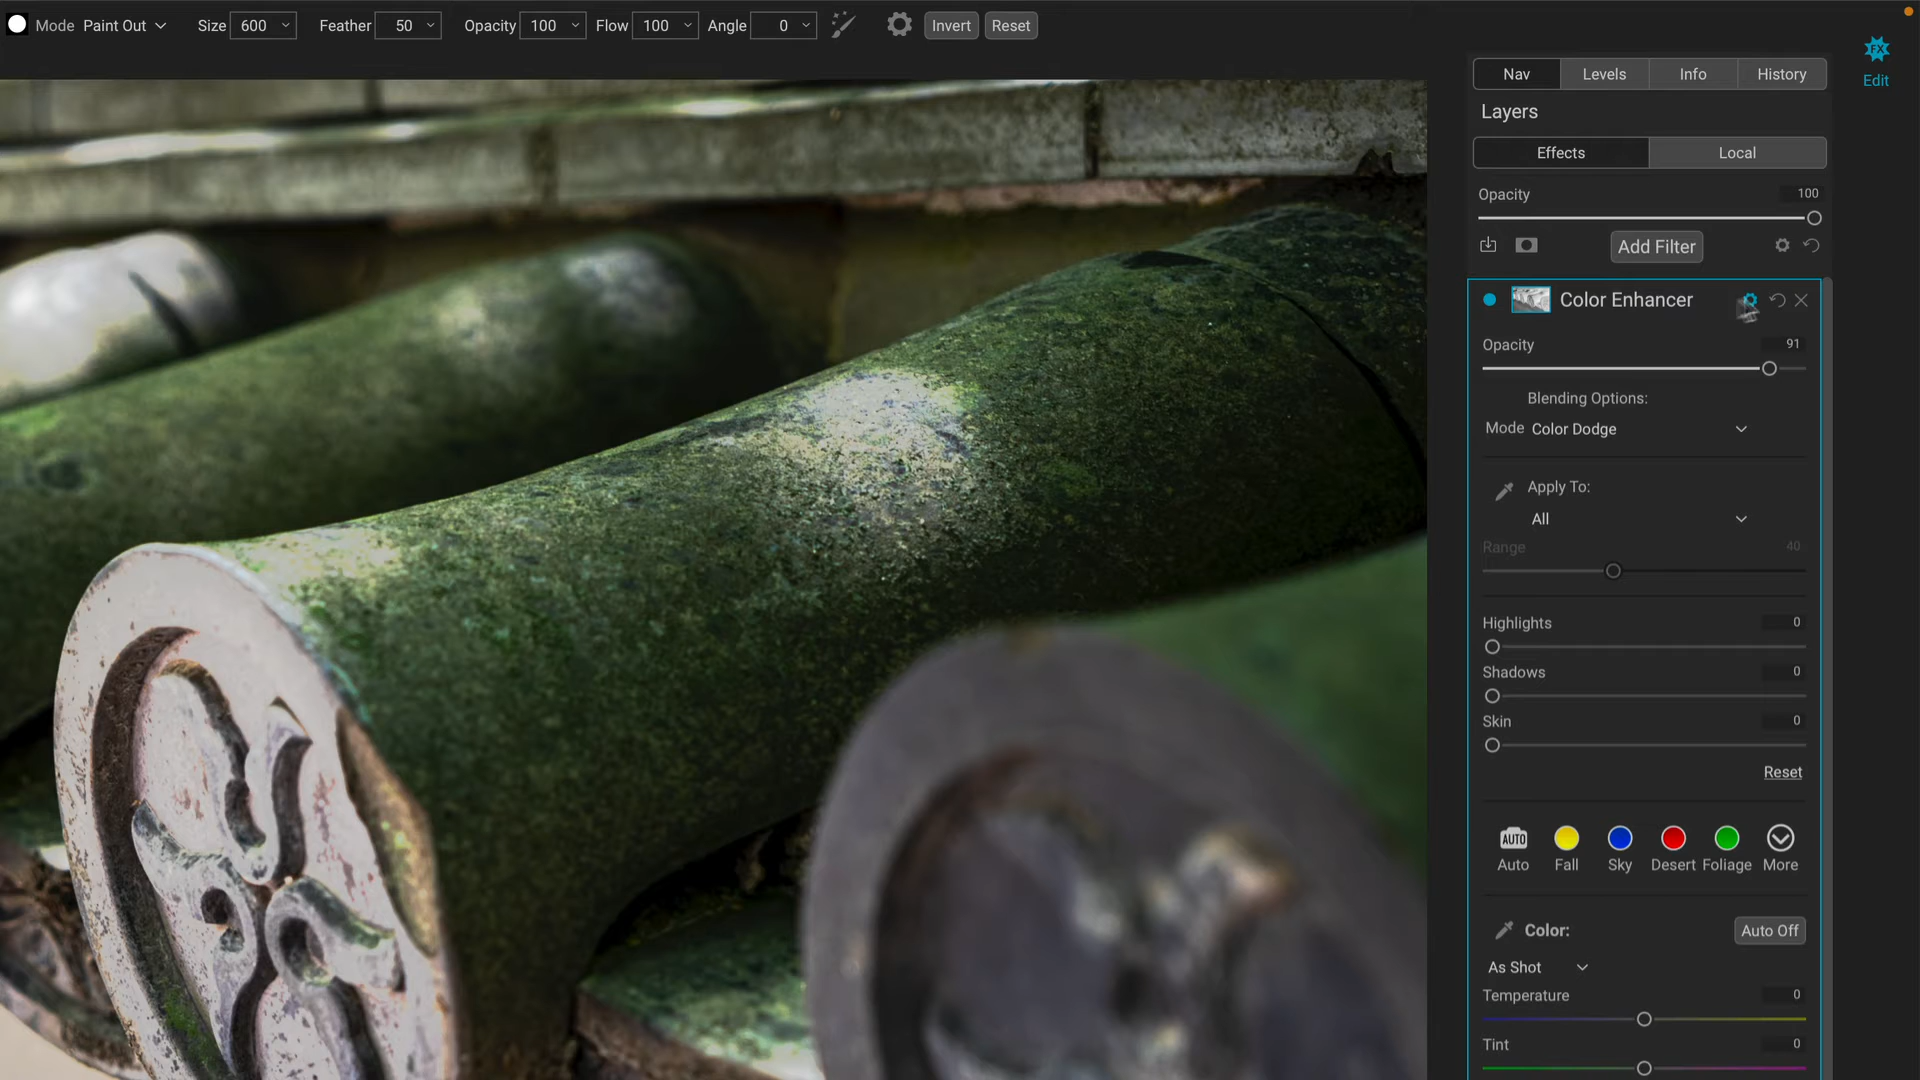 Mode Paint Out Size 600 Feather 50 Opacity 100 Flow 100 Angle 0 Invert Reset
FX
Edit
Nav Levels Info History
Layers
Effects Local
Opacity 100
Add Filter
Color Enhancer
Opacity 91
Blending Options:
Mode Color Dodge
Apply To:
All
Range 40
Highlights 0
Shadows 0
Skin 0
Reset
AUTO
Auto Fall Sky Desert Foliage More
Color: Auto Off
As Shot
Temperature 0
Tint 0